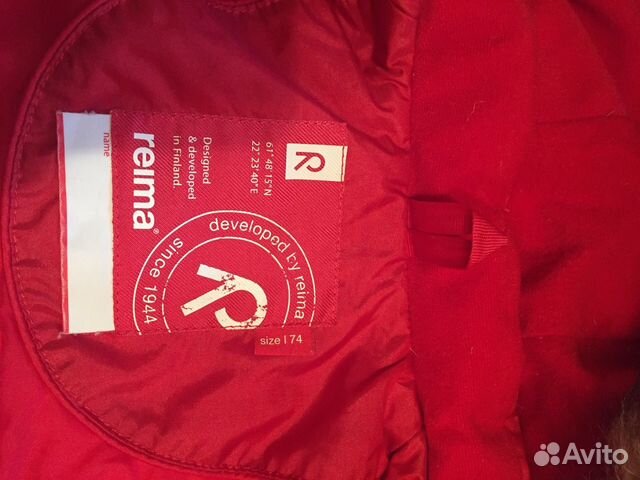 61° 48' 15" N
22° 23' 40" E
Designed
& developed
in Finland.
reima®
name
developed by reima
since 1944
size | 74
Avito